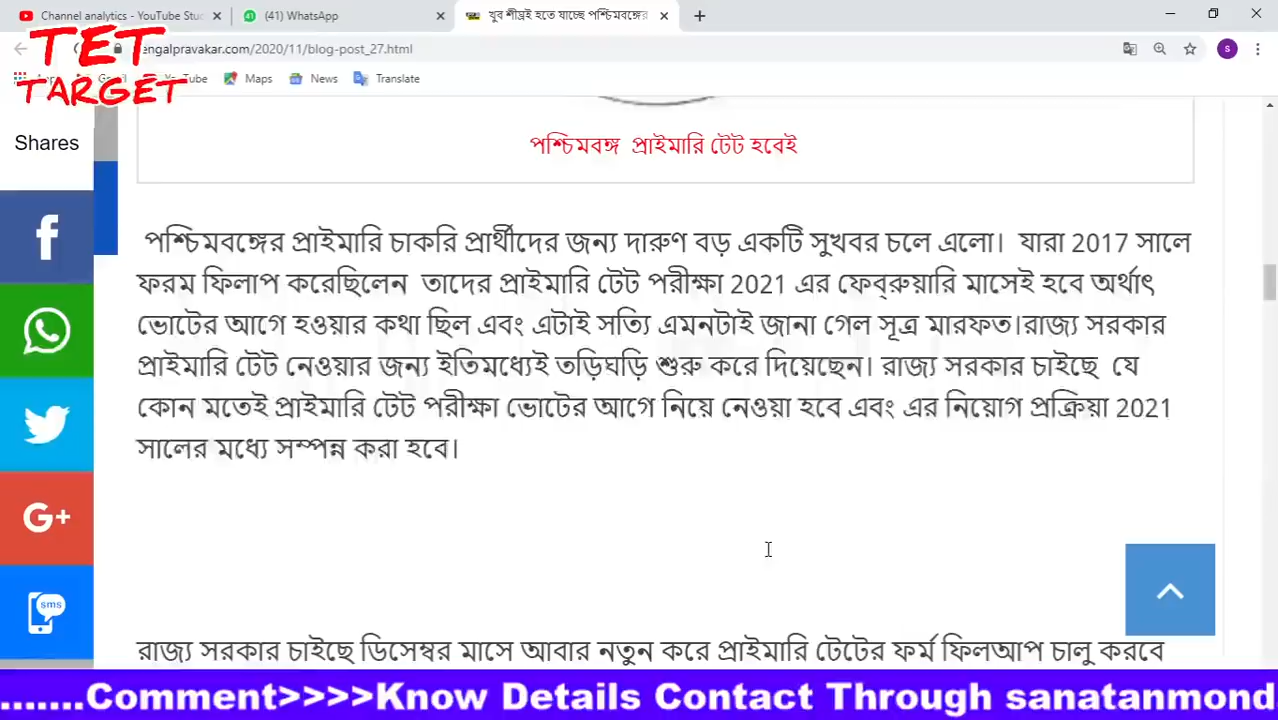 Channel analytics - YouTube Stu
(41) WhatsApp
খুব শীঘ্রই হতে যাচ্ছে পশ্চিমবঙ্গের
TET
TARGET
engalpravakar.com/2020/11/blog-post_27.html
Gmail
YouTube
Maps
News
Translate
Shares
পশ্চিমবঙ্গ প্রাইমারি টেট হবেই
পশ্চিমবঙ্গের প্রাইমারি চাকরি প্রার্থীদের জন্য দারুণ বড় একটি সুখবর চলে এলো। যারা 2017 সালে
ফরম ফিলাপ করেছিলেন তাদের প্রাইমারি টেট পরীক্ষা 2021 এর ফেব্রুয়ারি মাসেই হবে অর্থাৎ
ভোটের আগে হওয়ার কথা ছিল এবং এটাই সত্যি এমনটাই জানা গেল সূত্র মারফত।রাজ্য সরকার
প্রাইমারি টেট নেওয়ার জন্য ইতিমধ্যেই তড়িঘড়ি শুরু করে দিয়েছেন। রাজ্য সরকার চাইছে যে
কোন মতেই প্রাইমারি টেট পরীক্ষা ভোটের আগে নিয়ে নেওয়া হবে এবং এর নিয়োগ প্রক্রিয়া 2021
সালের মধ্যে সম্পন্ন করা হবে।
রাজ্য সরকার চাইছে ডিসেম্বর মাসে আবার নতুন করে প্রাইমারি টেটের ফর্ম ফিলআপ চালু করবে
f
G+
sms
S
.......Comment>>>>Know Details Contact Through sanatanmond